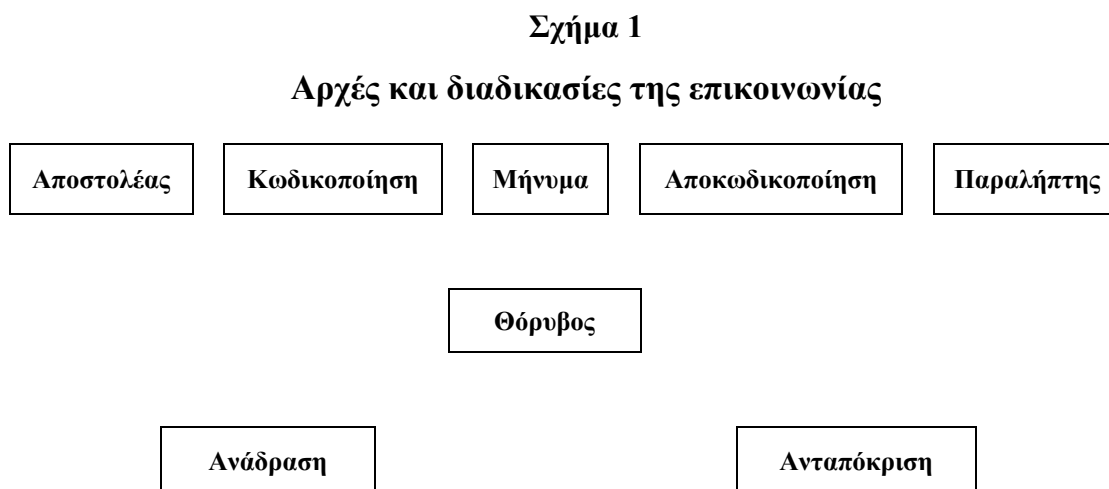 Σχήμα 1
Αρχές και διαδικασίες της επικοινωνίας
Αποστολέας Κωδικοποίηση Μήνυμα Αποκωδικοποίηση Παραλήπτης
Θόρυβος
Ανάδραση Ανταπόκριση